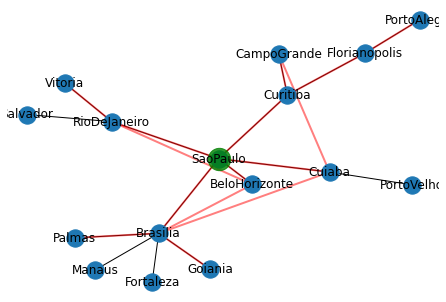 PortoAleg
CampoGrande
Florianopolis
Vitoria
Curitiba
alvador
RioDeJaneiro
SaoPaulo
Cuiaba
BeloHorizonte
PortoVelho
Palmas
Brasilia
Manaus
Goiania
Fortaleza